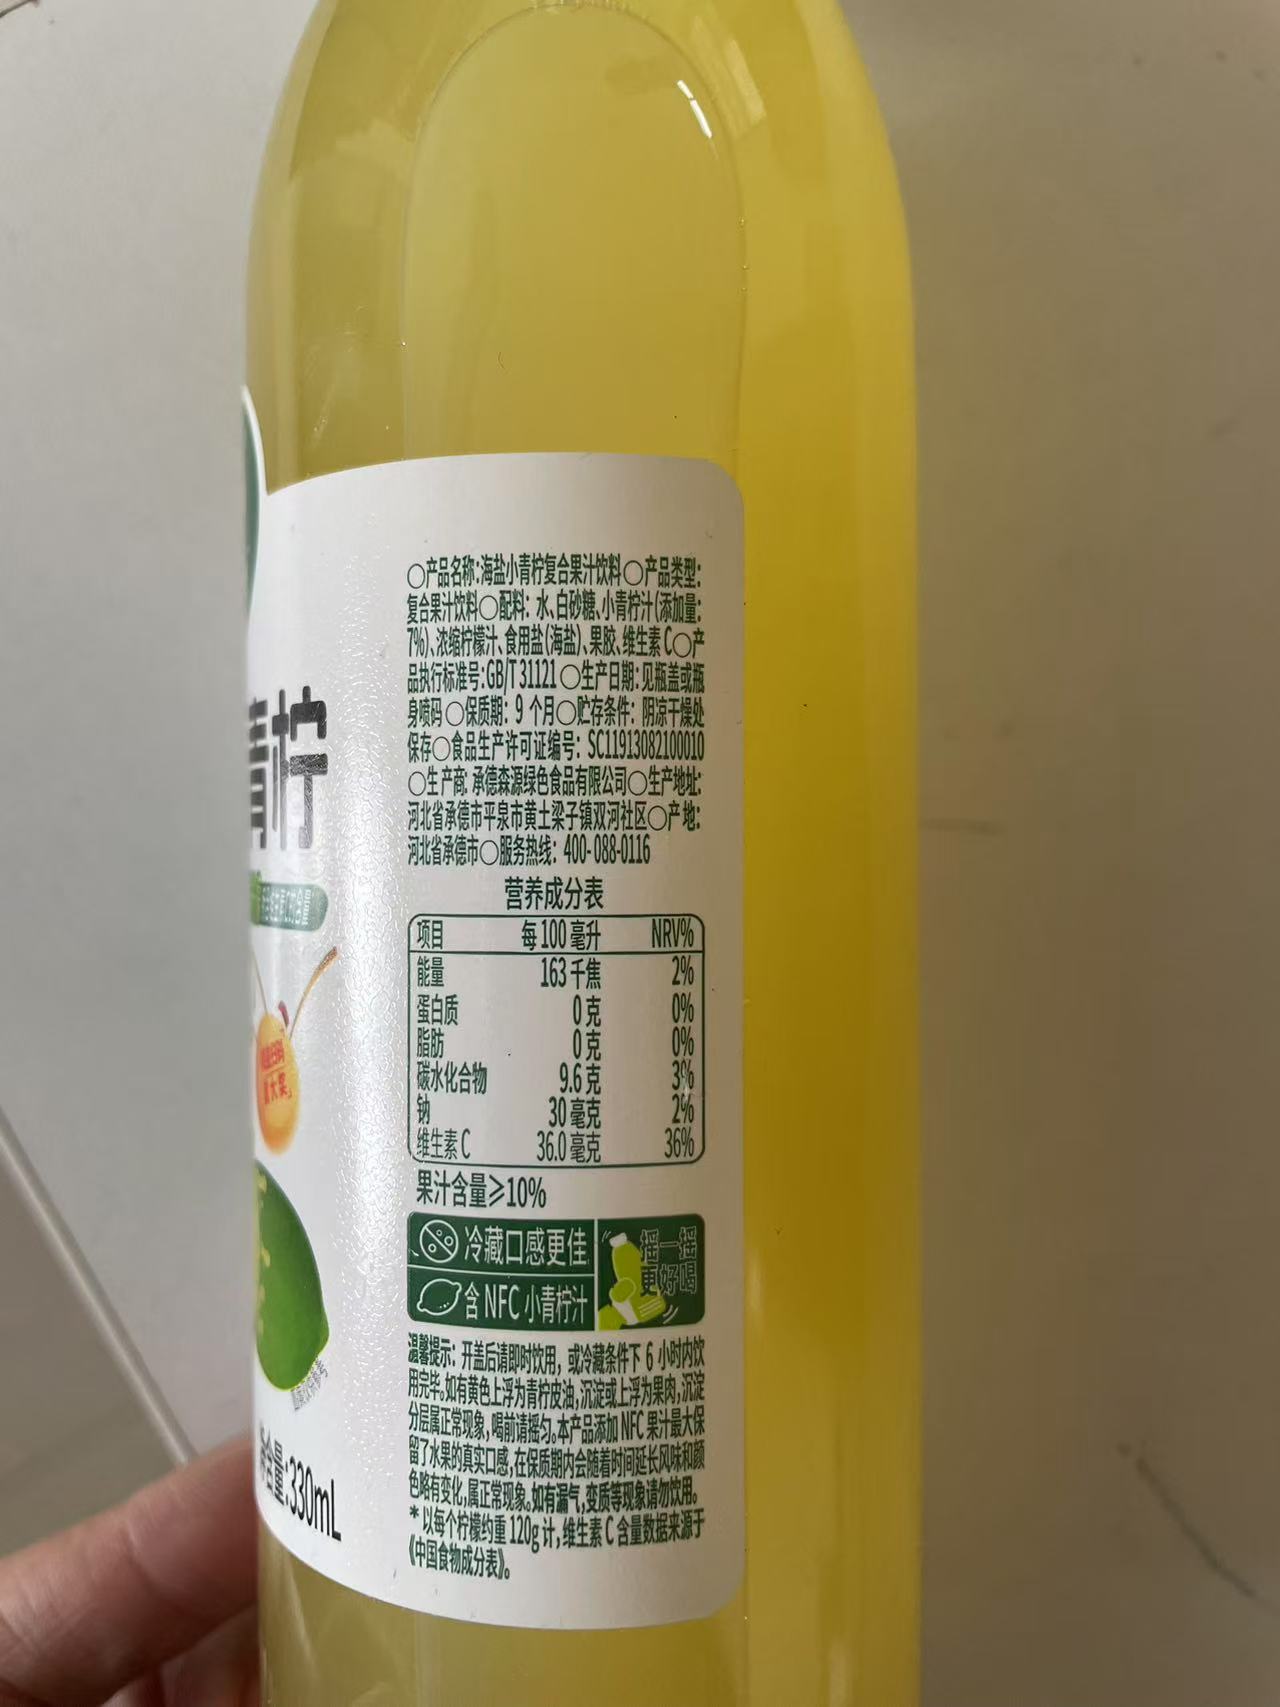 青柠
○产品名称:海盐小青柠复合果汁饮料○产品类型:
复合果汁饮料○配料: 水、白砂糖、小青柠汁(添加量:
7%)、浓缩柠檬汁、食用盐(海盐)、果胶、维生素C○产
品执行标准号:GB/T 31121 ○生产日期:见瓶盖或瓶
身喷码 ○保质期: 9 个月○贮存条件: 阴凉干燥处
保存○食品生产许可证编号: SC11913082100010
○生产商: 承德森源绿色食品有限公司○生产地址:
河北省承德市平泉市黄土梁子镇双河社区○产地:
河北省承德市○服务热线: 400-088-0116
营养成分表
项目 每100毫升 NRV%
能量 163千焦 2%
蛋白质 0克 0%
脂肪 0克 0%
碳水化合物 9.6克 3%
钠 30毫克 2%
维生素C 36.0毫克 36%
果汁含量≥10%
冷藏口感更佳
含NFC小青柠汁
摇一摇
更好喝
温馨提示: 开盖后请即时饮用, 或冷藏条件下 6 小时内饮
用完毕。如有黄色上浮为青柠皮油,沉淀或上浮为果肉,沉淀
分层属正常现象,喝前请摇匀。本产品添加NFC果汁最大保
留了水果的真实口感,在保质期内会随着时间延长风味和颜
色略有变化,属正常现象。如有漏气,变质等现象请勿饮用。
*以每个柠檬约重120g计,维生素C含量数据来源于
《中国食物成分表》。
含量:330mL